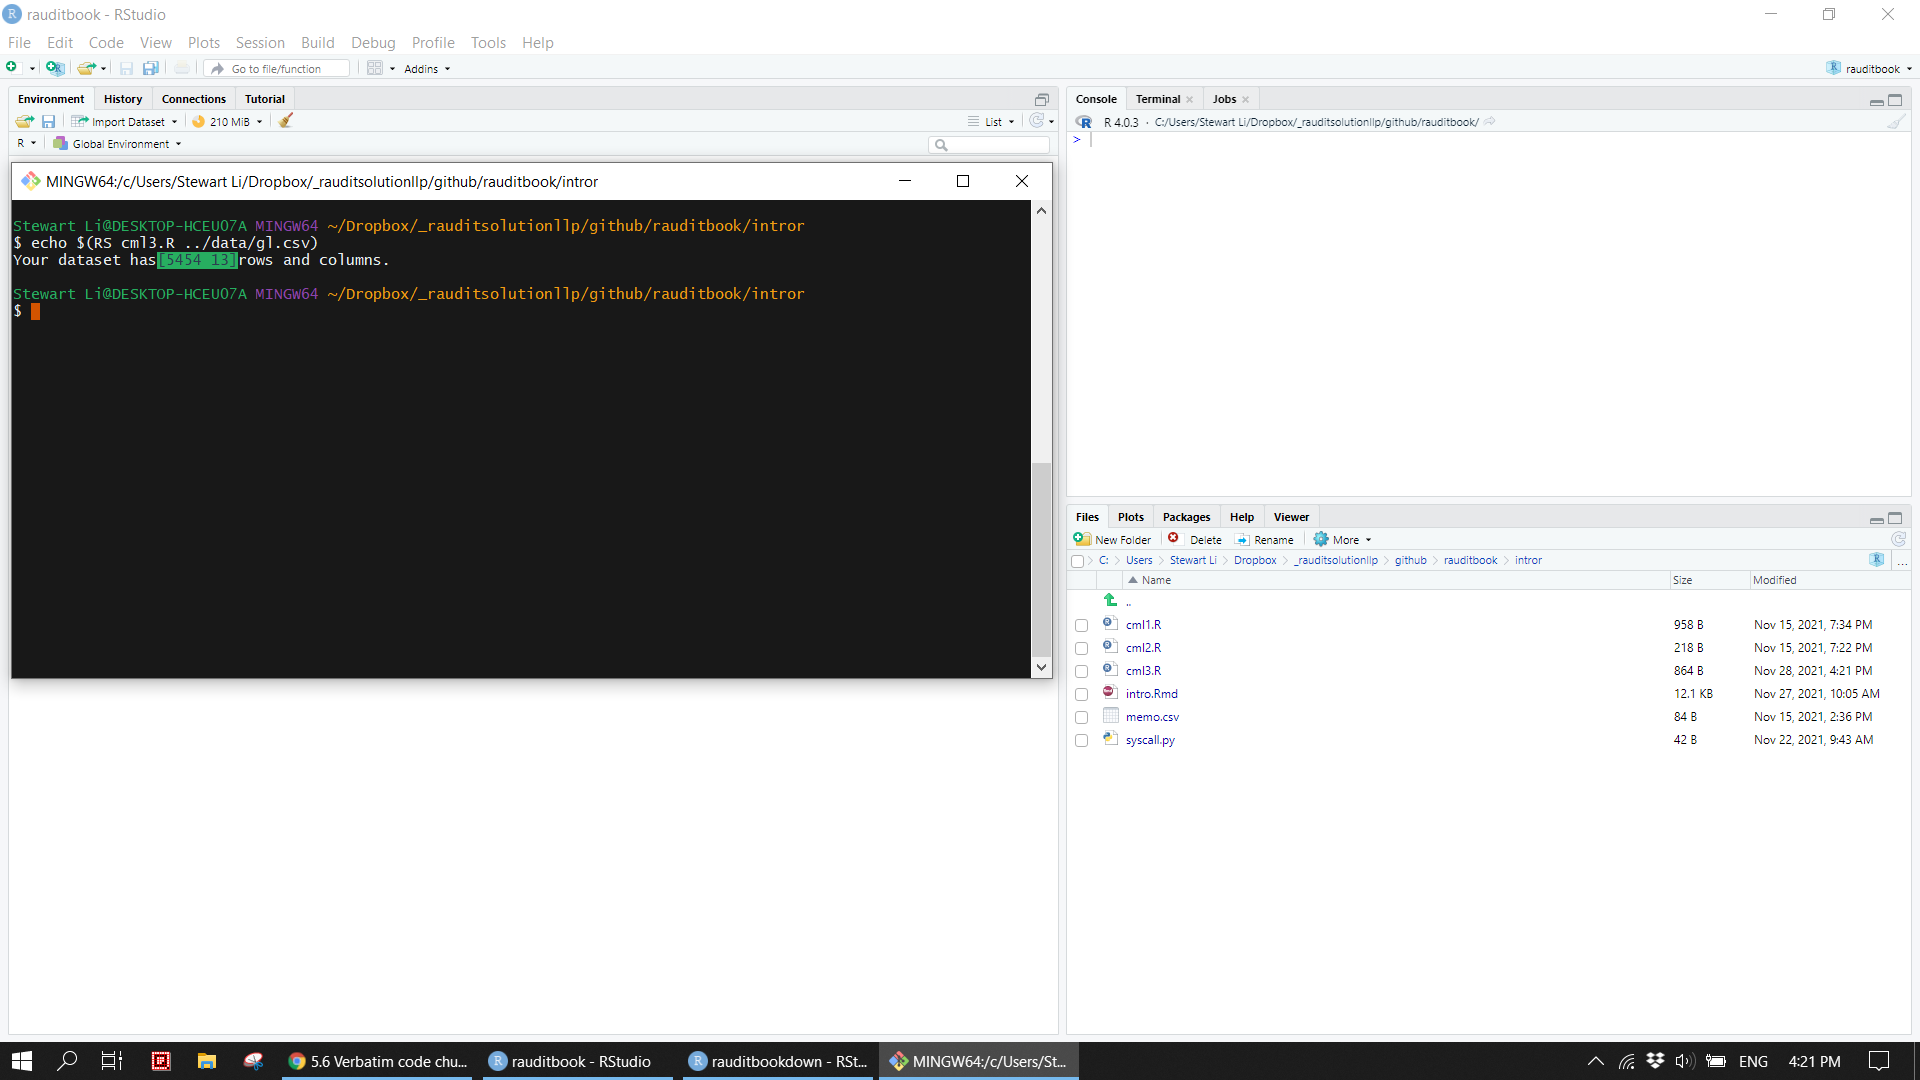 rauditbook - RStudio
File Edit Code View Plots Session Build Debug Profile Tools Help
Go to file/function Addins rauditbook
Environment History Connections Tutorial
Import Dataset 210 MiB List
R Global Environment
MINGW64:/c/Users/Stewart Li/Dropbox/_rauditsolutionllp/github/rauditbook/intror
Stewart Li@DESKTOP-HCEU07A MINGW64 ~/Dropbox/_rauditsolutionllp/github/rauditbook/intror
$ echo $(RS cml3.R ../data/gl.csv)
Your dataset has[5454 13]rows and columns.
Stewart Li@DESKTOP-HCEU07A MINGW64 ~/Dropbox/_rauditsolutionllp/github/rauditbook/intror
$
Console Terminal Jobs
R 4.0.3 · C:/Users/Stewart Li/Dropbox/_rauditsolutionllp/github/rauditbook/
>
Files Plots Packages Help Viewer
New Folder Delete Rename More
C: Users Stewart Li Dropbox _rauditsolutionllp github rauditbook intror ...
Name Size Modified
..
cml1.R 958 B Nov 15, 2021, 7:34 PM
cml2.R 218 B Nov 15, 2021, 7:22 PM
cml3.R 864 B Nov 28, 2021, 4:21 PM
intro.Rmd 12.1 KB Nov 27, 2021, 10:05 AM
memo.csv 84 B Nov 15, 2021, 2:36 PM
syscall.py 42 B Nov 22, 2021, 9:43 AM
5.6 Verbatim code chu... rauditbook - RStudio rauditbookdown - RSt... MINGW64:/c/Users/St... ENG 4:21 PM